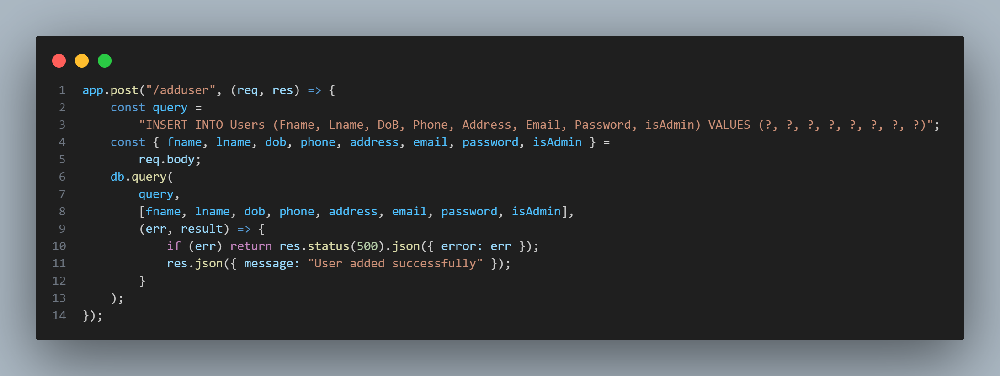 1 app.post("/adduser", (req, res) => {
2 const query =
3 "INSERT INTO Users (Fname, Lname, DoB, Phone, Address, Email, Password, isAdmin) VALUES (?, ?, ?, ?, ?, ?, ?, ?)";
4 const { fname, lname, dob, phone, address, email, password, isAdmin } =
5 req.body;
6 db.query(
7 query,
8 [fname, lname, dob, phone, address, email, password, isAdmin],
9 (err, result) => {
10 if (err) return res.status(500).json({ error: err });
11 res.json({ message: "User added successfully" });
12 }
13 );
14 });